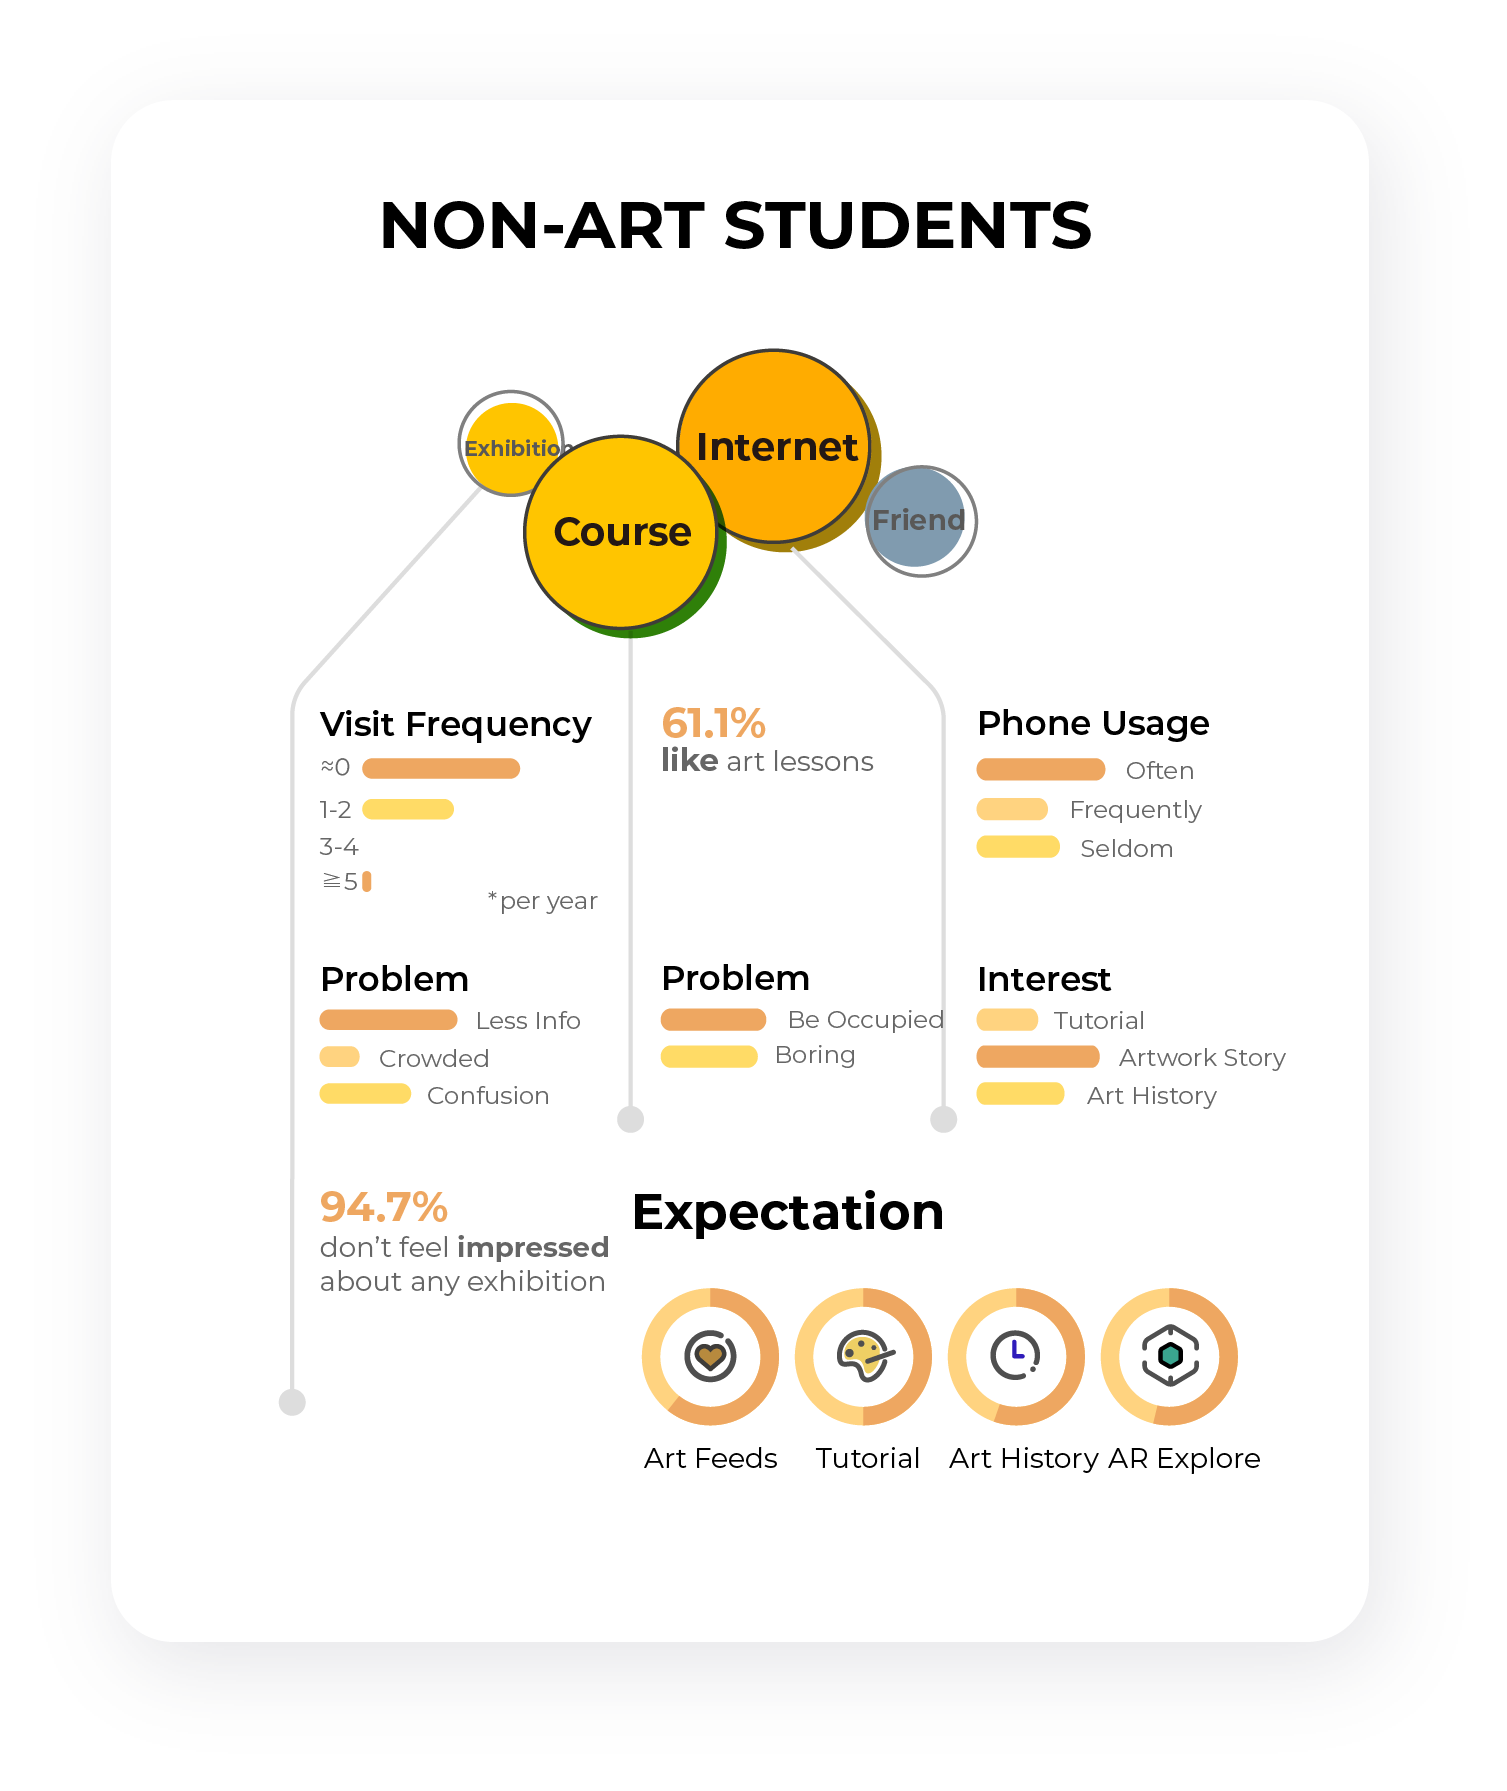 NON-ART STUDENTS
Exhibition
Internet
Course
Friend
Visit Frequency
≈0
1-2
3-4
≧5
*per year
Problem
Less Info
Crowded
Confusion
94.7%
don’t feel impressed
about any exhibition
61.1%
like art lessons
Problem
Be Occupied
Boring
Phone Usage
Often
Frequently
Seldom
Interest
Tutorial
Artwork Story
Art History
Expectation
Art Feeds
Tutorial
Art History
AR Explore